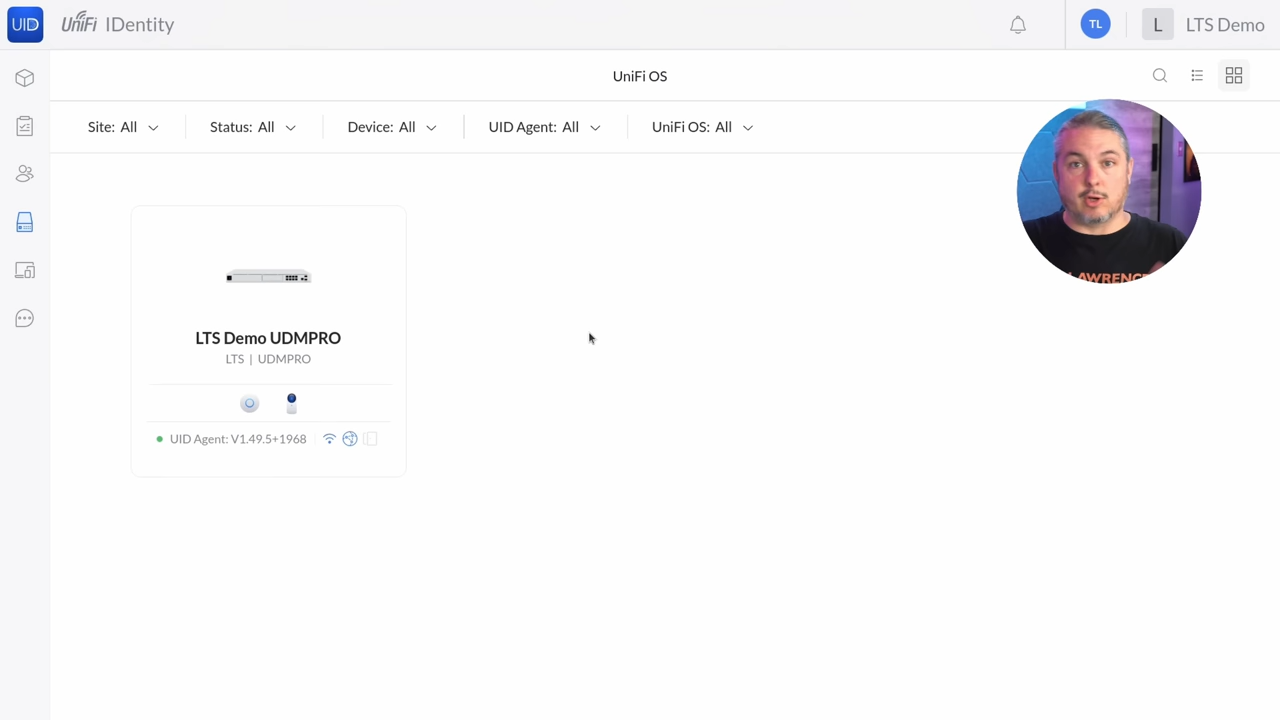 UID UniFi IDentity TL L LTS Demo
UniFi OS
Site: All Status: All Device: All UID Agent: All UniFi OS: All
LAWRENCE
LTS Demo UDMPRO
LTS | UDMPRO
UID Agent: V1.49.5+1968